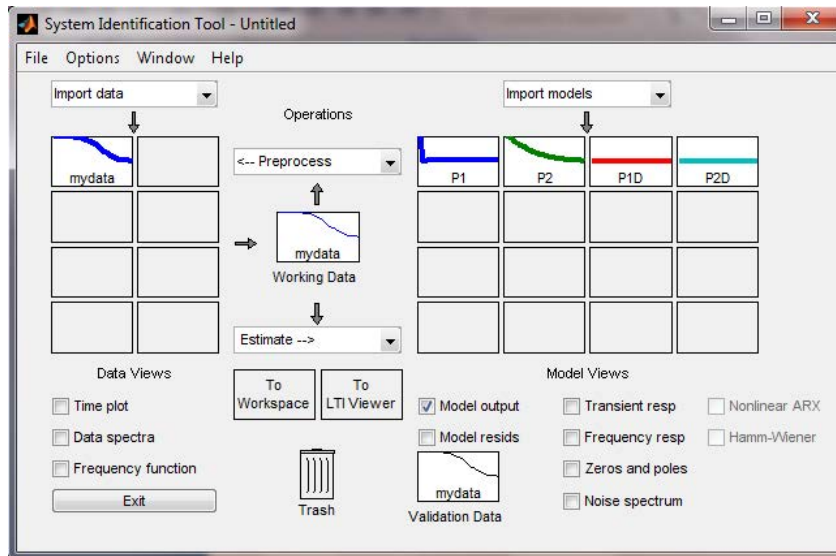 System Identification Tool - Untitled
File Options Window Help
Import data
Import models
Operations
<-- Preprocess
mydata
P1 P2 P1D P2D
mydata
Working Data
Estimate -->
Data Views
Model Views
To Workspace
To LTI Viewer
Time plot
Data spectra
Frequency function
Exit
Trash
Model output
Model resids
Transient resp
Frequency resp
Zeros and poles
Noise spectrum
Nonlinear ARX
Hamm-Wiener
mydata
Validation Data